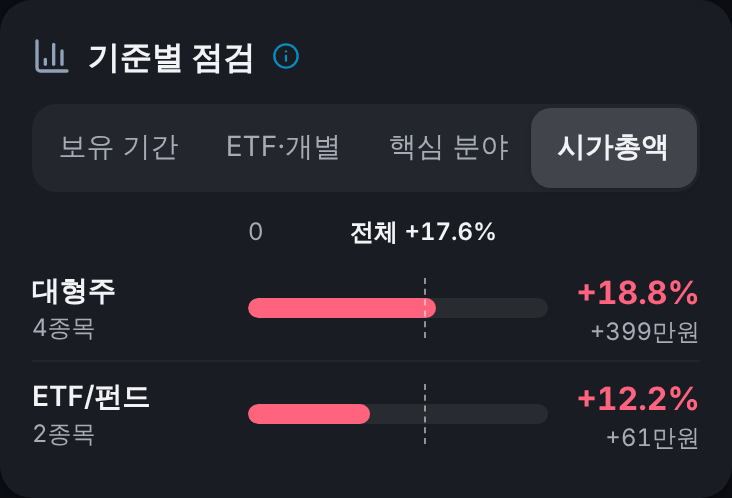 기준별 점검
보유 기간 ETF·개별 핵심 분야 시가총액
0 전체 +17.6%
대형주 +18.8%
4종목 +399만원
ETF/펀드 +12.2%
2종목 +61만원